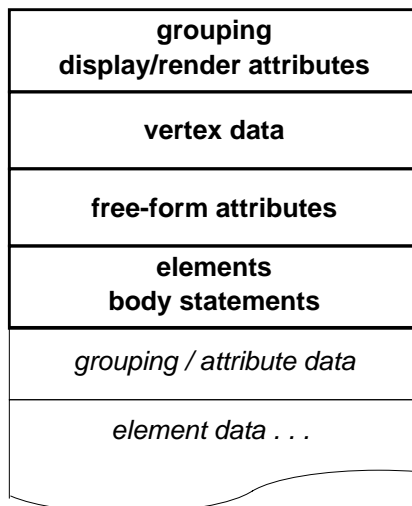 grouping
display/render attributes
vertex data
free-form attributes
elements
body statements
grouping / attribute data
element data . . .